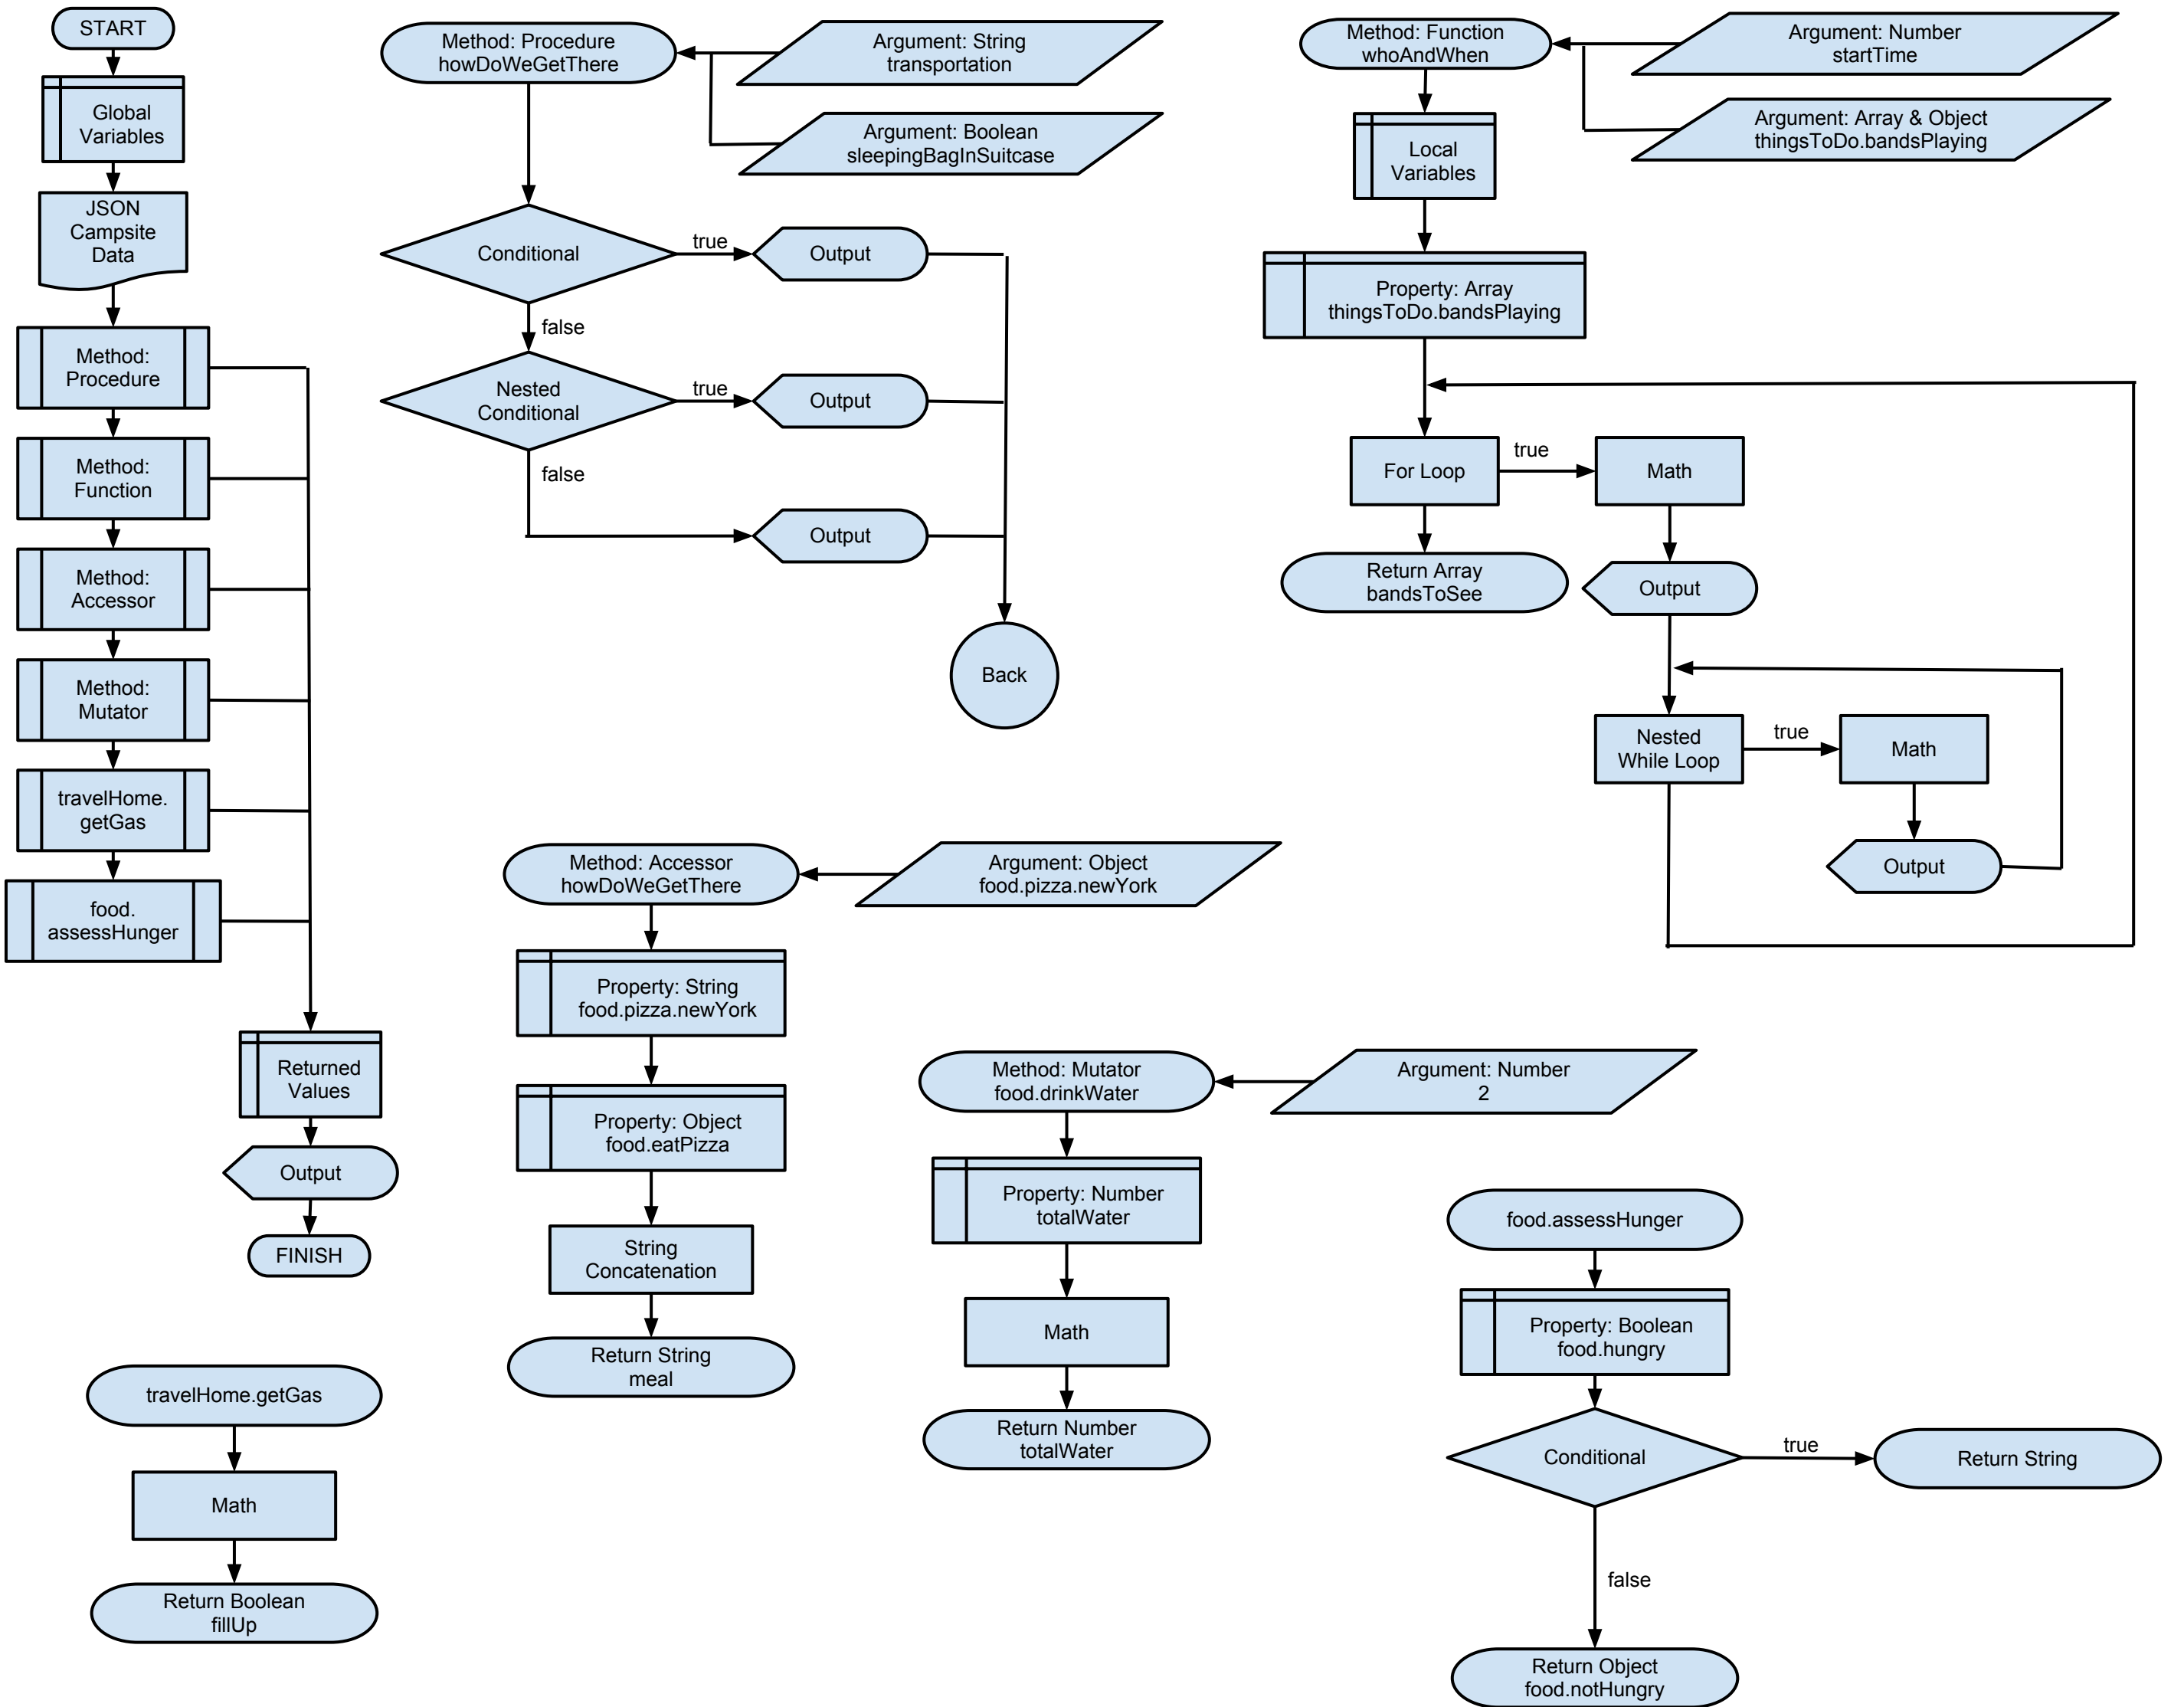 START
Global
Variables
JSON
Campsite
Data
Method:
Procedure
Method:
Function
Method:
Accessor
Method:
Mutator
travelHome.
getGas
food.
assessHunger
Returned
Values
Output
FINISH
Method: Procedure
howDoWeGetThere
Argument: String
transportation
Argument: Boolean
sleepingBagInSuitcase
Conditional
true
Output
false
Nested
Conditional
true
Output
false
Output
Back
Method: Function
whoAndWhen
Argument: Number
startTime
Argument: Array & Object
thingsToDo.bandsPlaying
Local
Variables
Property: Array
thingsToDo.bandsPlaying
For Loop
true
Math
Return Array
bandsToSee
Output
Nested
While Loop
true
Math
Output
Method: Accessor
howDoWeGetThere
Argument: Object
food.pizza.newYork
Property: String
food.pizza.newYork
Property: Object
food.eatPizza
String
Concatenation
Return String
meal
Method: Mutator
food.drinkWater
Argument: Number
2
Property: Number
totalWater
Math
Return Number
totalWater
food.assessHunger
Property: Boolean
food.hungry
Conditional
true
Return String
false
Return Object
food.notHungry
travelHome.getGas
Math
Return Boolean
fillUp